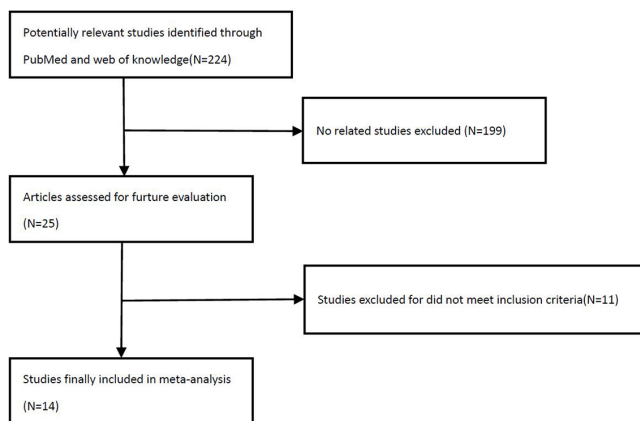 Potentially relevant studies identified through
PubMed and web of knowledge(N=224)
No related studies excluded (N=199)
Articles assessed for furture evaluation
(N=25)
Studies excluded for did not meet inclusion criteria(N=11)
Studies finally included in meta-analysis
(N=14)